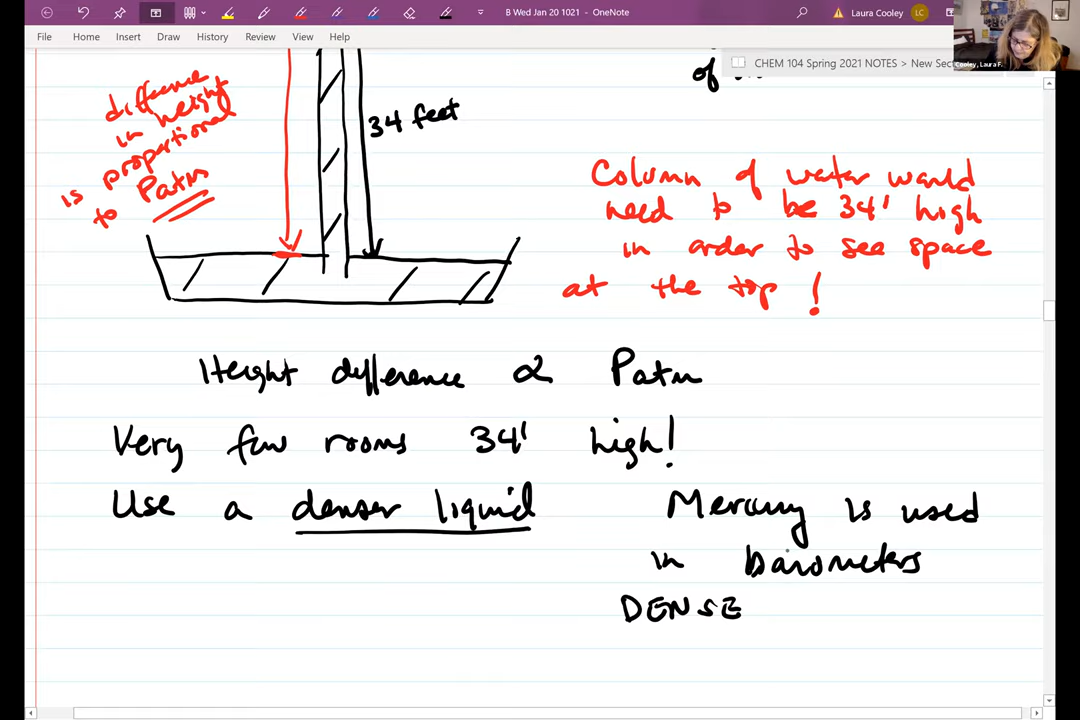 B Wed Jan 20 1021 - OneNote
Laura Cooley
LC
File Home Insert Draw History Review View Help
Cooley, Laura F.
CHEM 104 Spring 2021 NOTES > New Sec
of
difference
in height
is proportional
to Patm
34 feet
Column of water would
need to be 34' high
in order to see space
at the top!
Height difference ∝ Patm
Very few rooms 34' high!
Use a denser liquid
Mercury is used
in barometers
DENSE